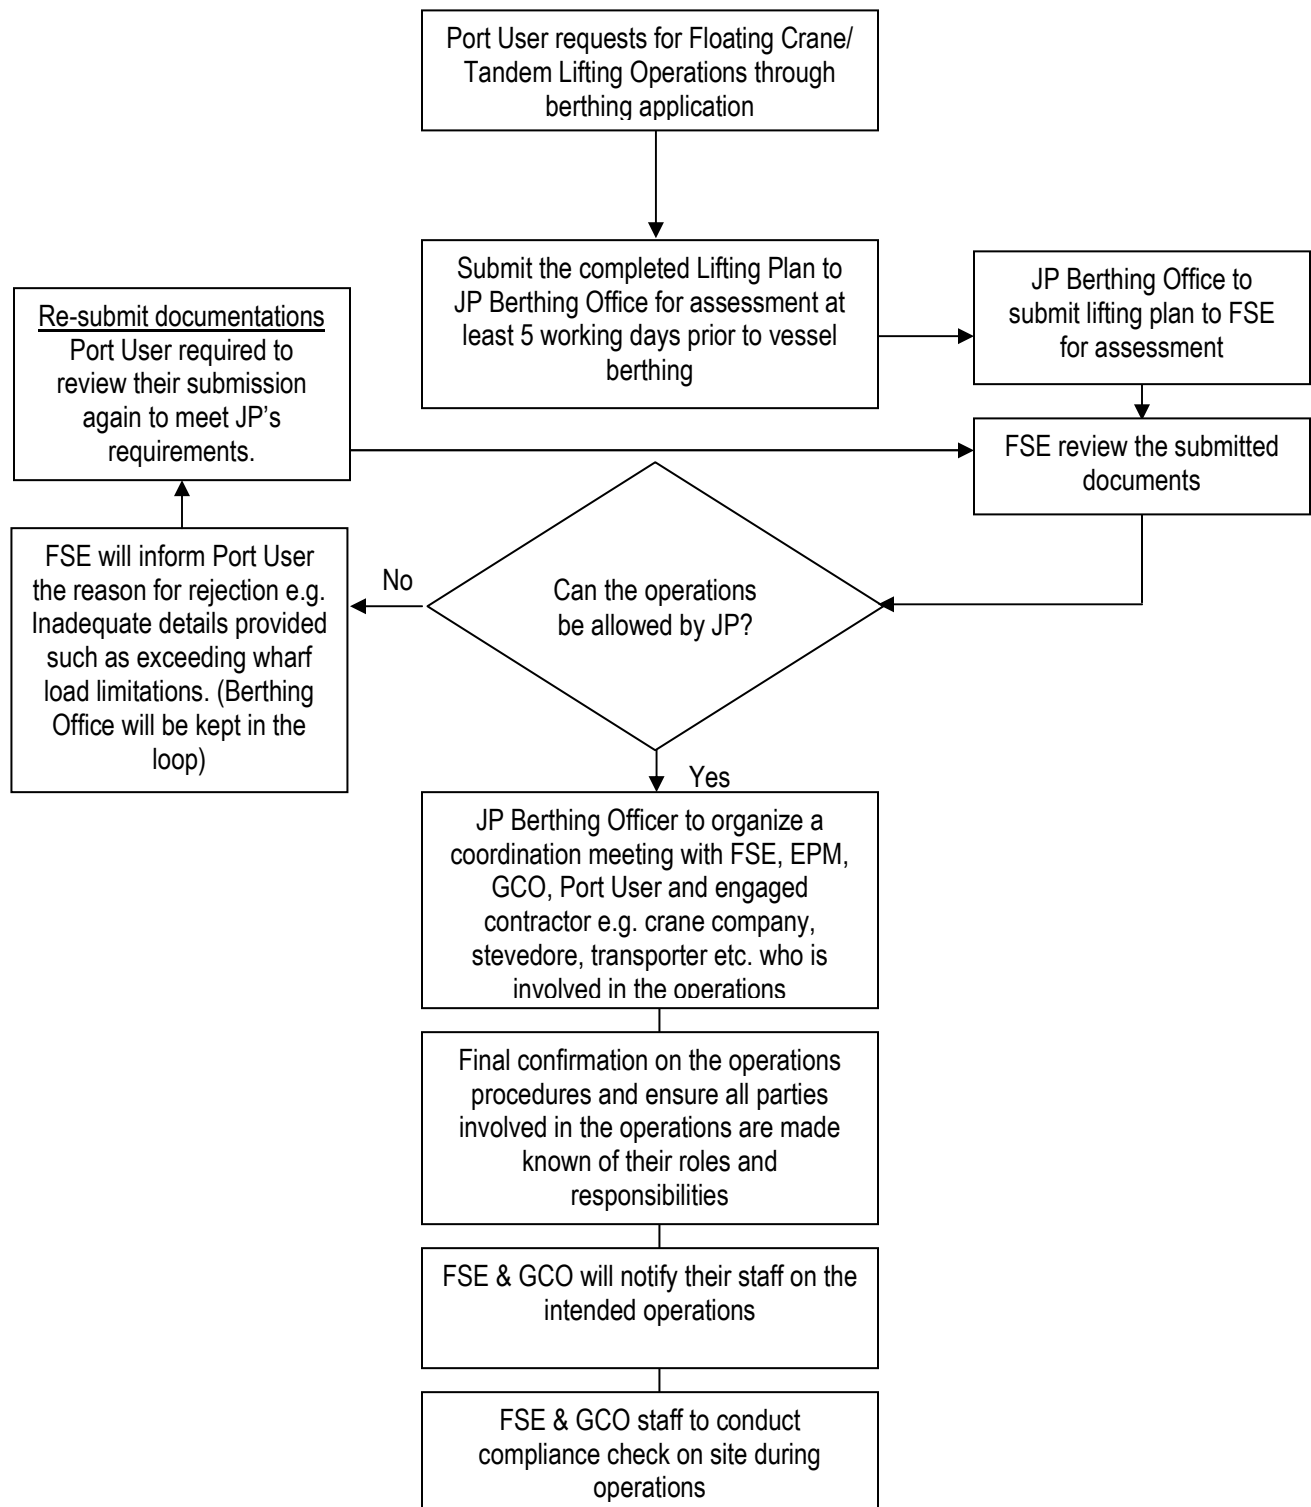 Port User requests for Floating Crane/
Tandem Lifting Operations through
berthing application
Submit the completed Lifting Plan to
JP Berthing Office for assessment at
least 5 working days prior to vessel
berthing
JP Berthing Office to
submit lifting plan to FSE
for assessment
Re-submit documentations
Port User required to
review their submission
again to meet JP’s
requirements.
FSE review the submitted
documents
FSE will inform Port User
the reason for rejection e.g.
Inadequate details provided
such as exceeding wharf
load limitations. (Berthing
Office will be kept in the
loop)
No
Can the operations
be allowed by JP?
Yes
JP Berthing Officer to organize a
coordination meeting with FSE, EPM,
GCO, Port User and engaged
contractor e.g. crane company,
stevedore, transporter etc. who is
involved in the operations
Final confirmation on the operations
procedures and ensure all parties
involved in the operations are made
known of their roles and
responsibilities
FSE & GCO will notify their staff on the
intended operations
FSE & GCO staff to conduct
compliance check on site during
operations